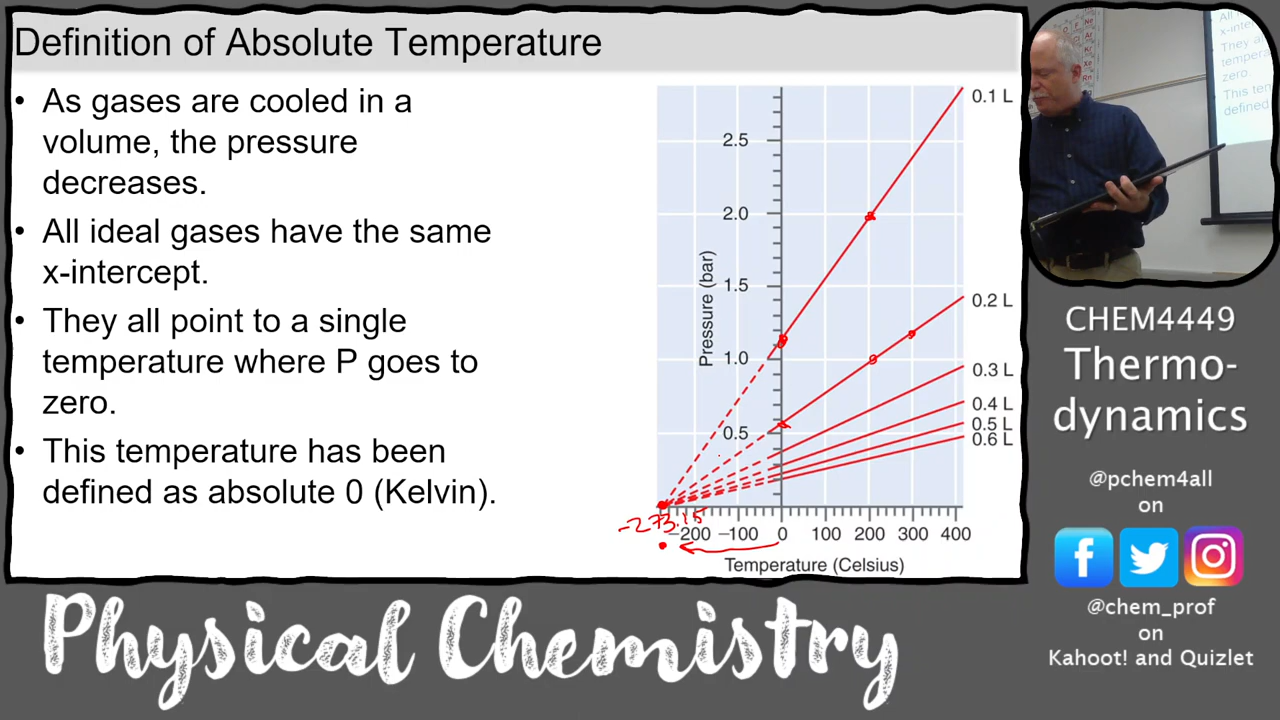 Definition of Absolute Temperature
• As gases are cooled in a
volume, the pressure
decreases.
• All ideal gases have the same
x-intercept.
• They all point to a single
temperature where P goes to
zero.
• This temperature has been
defined as absolute 0 (Kelvin).
Pressure (bar)
2.5
2.0
1.5
1.0
0.5
0.1 L
0.2 L
0.3 L
0.4 L
0.5 L
0.6 L
-273.15
–200 –100 0 100 200 300 400
Temperature (Celsius)
CHEM4449
Thermo-
dynamics
@pchem4all
on
@chem_prof
on
Kahoot! and Quizlet
Physical Chemistry